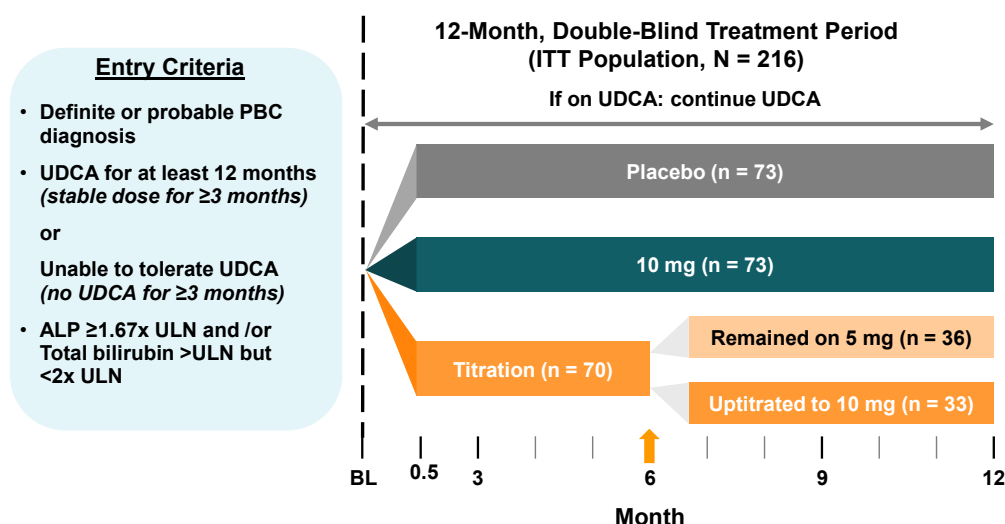 12-Month, Double-Blind Treatment Period
(ITT Population, N = 216)
If on UDCA: continue UDCA
Entry Criteria
• Definite or probable PBC
diagnosis
• UDCA for at least 12 months
(stable dose for ≥3 months)
or
Unable to tolerate UDCA
(no UDCA for ≥3 months)
• ALP ≥1.67x ULN and /or
Total bilirubin >ULN but
<2x ULN
Placebo (n = 73)
10 mg (n = 73)
Titration (n = 70)
Remained on 5 mg (n = 36)
Uptitrated to 10 mg (n = 33)
BL 0.5 3 6 9 12
Month